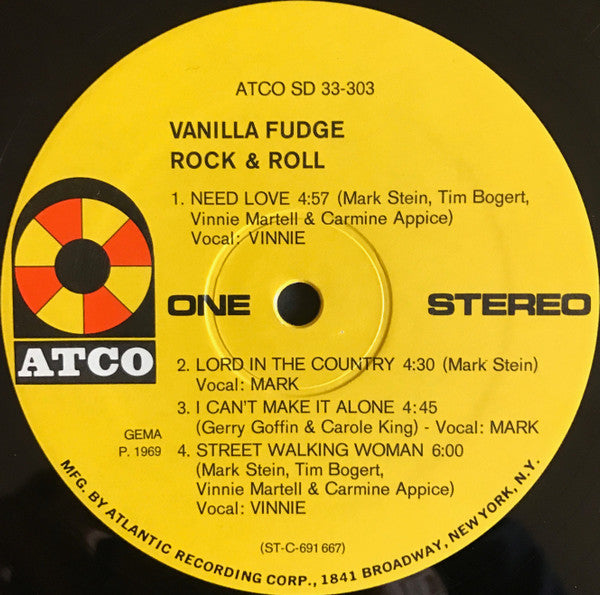 ATCO SD 33-303
VANILLA FUDGE
ROCK & ROLL
1. NEED LOVE 4:57 (Mark Stein, Tim Bogert,
Vinnie Martell & Carmine Appice)
Vocal: VINNIE
ONE
STEREO
ATCO
2. LORD IN THE COUNTRY 4:30 (Mark Stein)
Vocal: MARK
3. I CAN'T MAKE IT ALONE 4:45
(Gerry Goffin & Carole King) - Vocal: MARK
GEMA
P. 1969
4. STREET WALKING WOMAN 6:00
(Mark Stein, Tim Bogert,
Vinnie Martell & Carmine Appice)
Vocal: VINNIE
(ST-C-691 667)
MFG. BY ATLANTIC RECORDING CORP., 1841 BROADWAY, NEW YORK, N.Y.